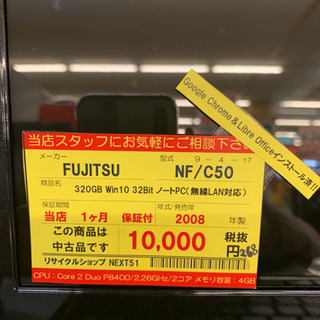 Google Chrome&Libre Officeインストール済!!
当店スタッフにお気軽にご相談下さい
メーカー 型式 9-4-17
FUJITSU NF/C50
商品名 320GB Win10 32Bit ノートPC(無線LAN対応)
保証期間 年式/発売年
当店 1ヶ月 保証付 2008 年製
この商品は 中古品です 10,000 税抜 円
リサイクルショップ NEXT51
CPU:Core 2 Duo P8400/2.26GHz/2コア メモリ容量:4GB